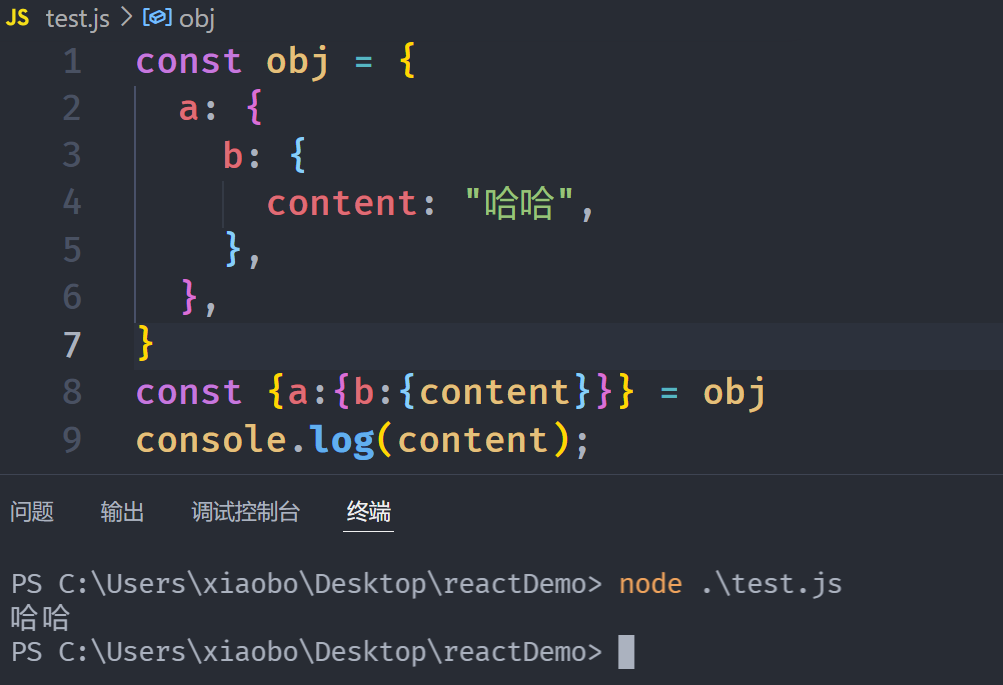 JS test.js > obj
1 const obj = {
2   a: {
3     b: {
4       content: "哈哈",
5     },
6   },
7 }
8 const {a:{b:{content}}} = obj
9 console.log(content);
问题 输出 调试控制台 终端
PS C:\Users\xiaobo\Desktop\reactDemo> node .\test.js
哈哈
PS C:\Users\xiaobo\Desktop\reactDemo>